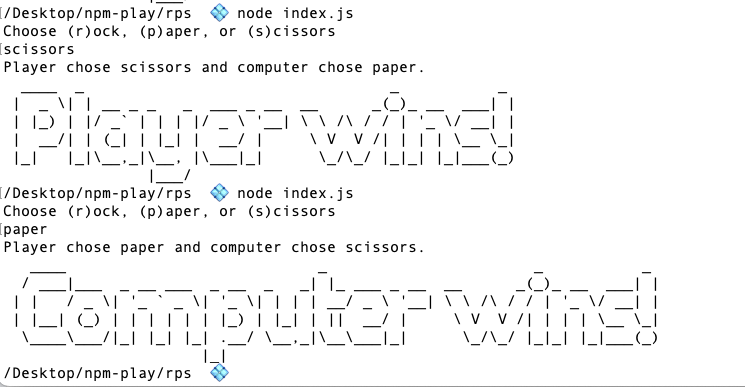 /Desktop/npm-play/rps 💠 node index.js
Choose (r)ock, (p)aper, or (s)cissors
scissors
Player chose scissors and computer chose paper.
Player wins!
/Desktop/npm-play/rps 💠 node index.js
Choose (r)ock, (p)aper, or (s)cissors
paper
Player chose paper and computer chose scissors.
Computer wins!
/Desktop/npm-play/rps 💠